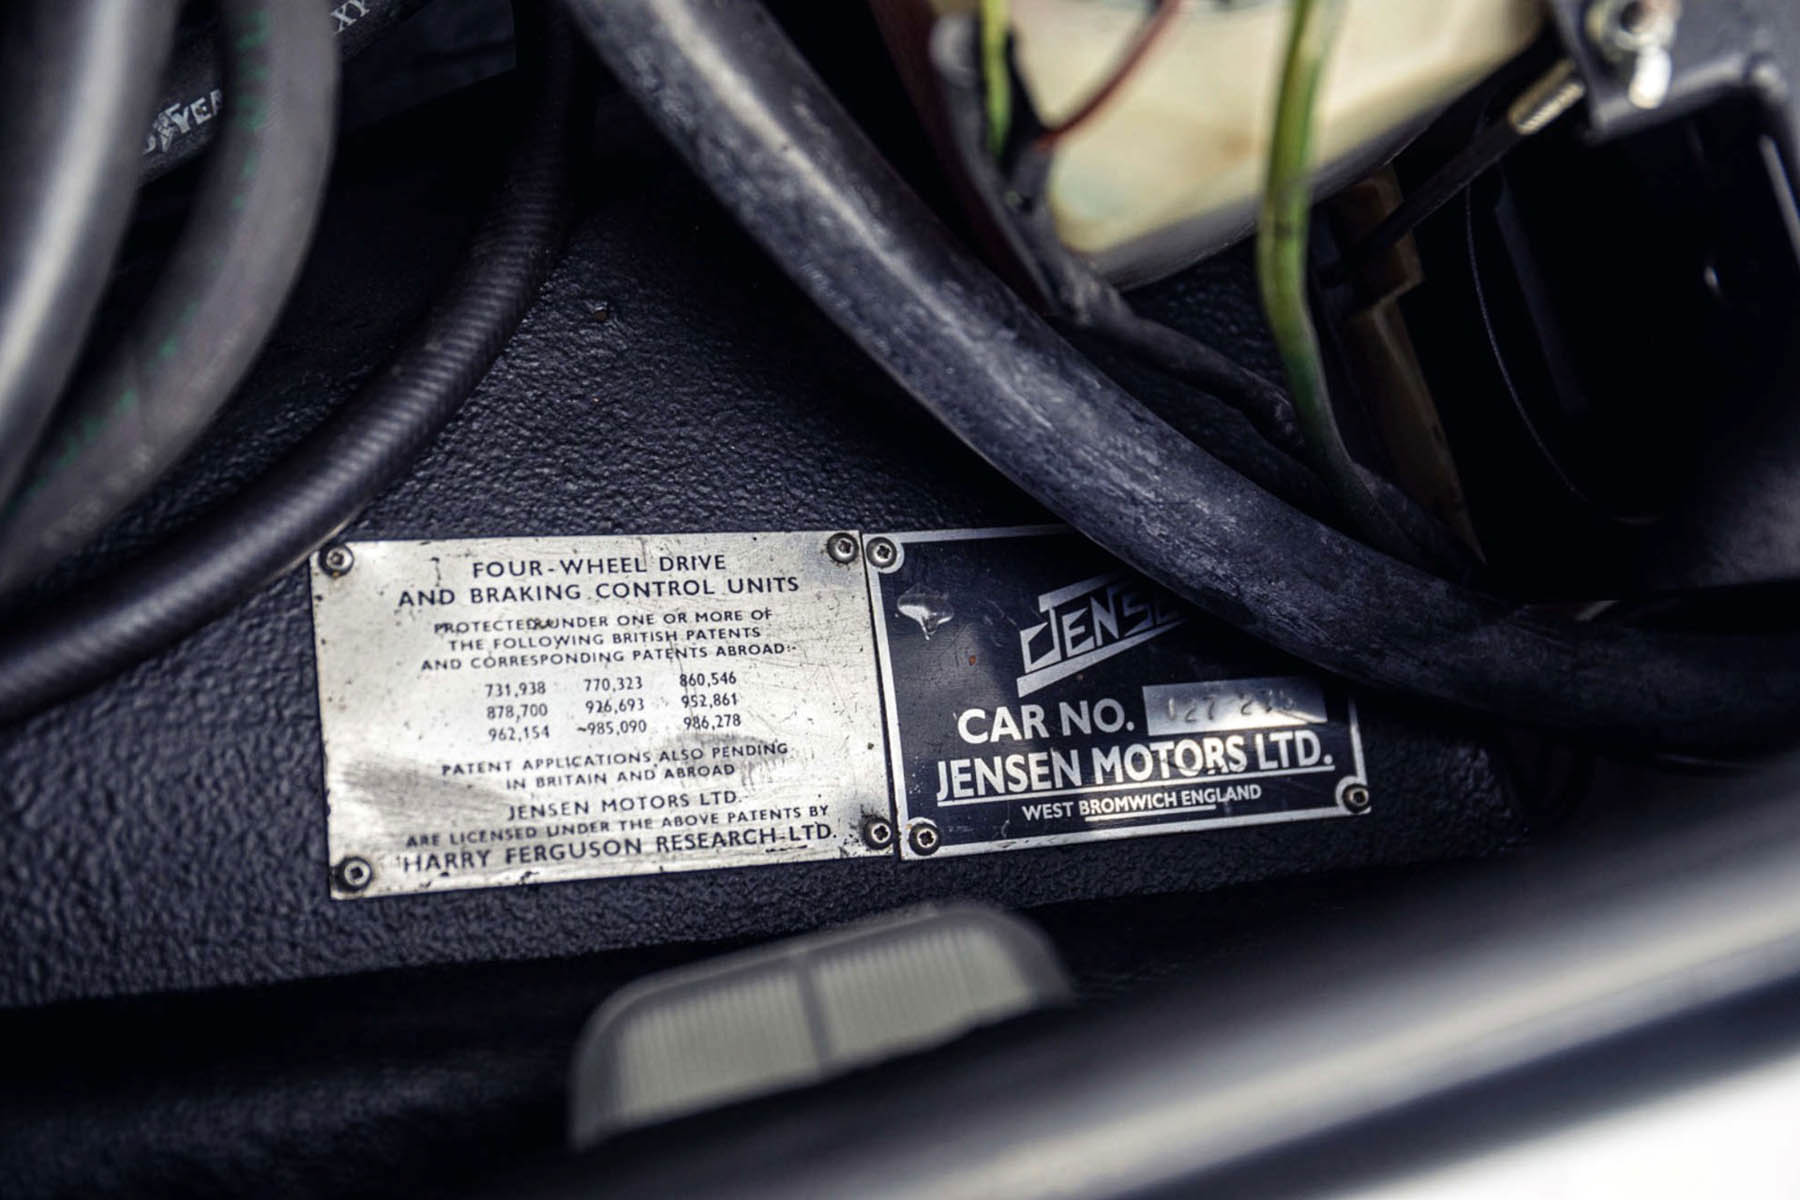 FOUR-WHEEL DRIVE
AND BRAKING CONTROL UNITS
PROTECTED UNDER ONE OR MORE OF
THE FOLLOWING BRITISH PATENTS
AND CORRESPONDING PATENTS ABROAD:-
731,938 770,323 860,546
878,700 926,693 952,861
962,154 985,090 986,278
PATENT APPLICATIONS ALSO PENDING
IN BRITAIN AND ABROAD
JENSEN MOTORS LTD.
ARE LICENSED UNDER THE ABOVE PATENTS BY
HARRY FERGUSON RESEARCH LTD.
CAR NO.
JENSEN MOTORS LTD.
WEST BROMWICH ENGLAND